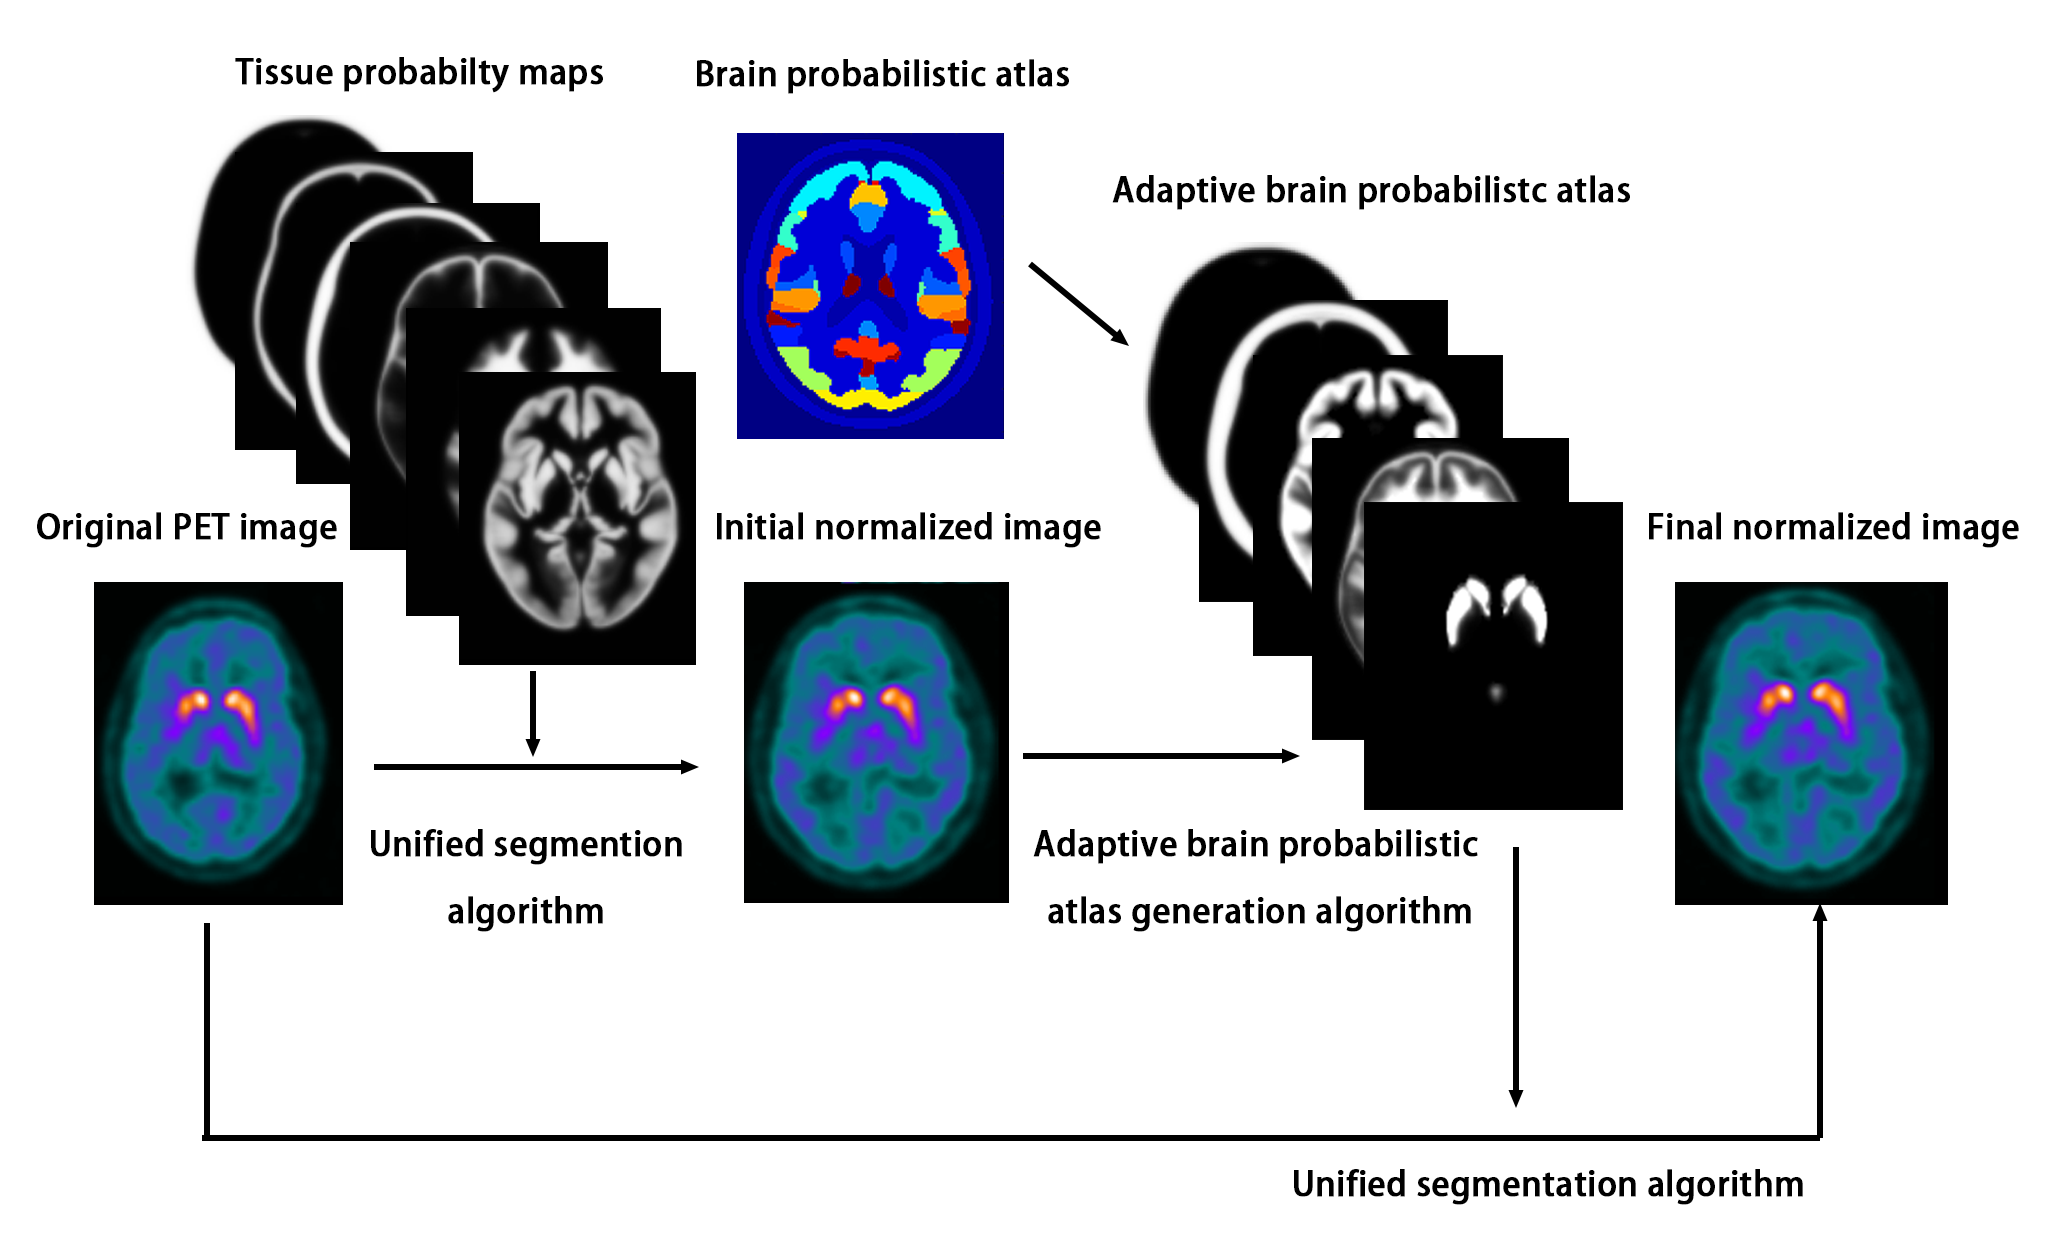 Tissue probabilty maps
Brain probabilistic atlas
Adaptive brain probabilistc atlas
Original PET image
Initial normalized image
Final normalized image
Unified segmention
algorithm
Adaptive brain probabilistic
atlas generation algorithm
Unified segmentation algorithm